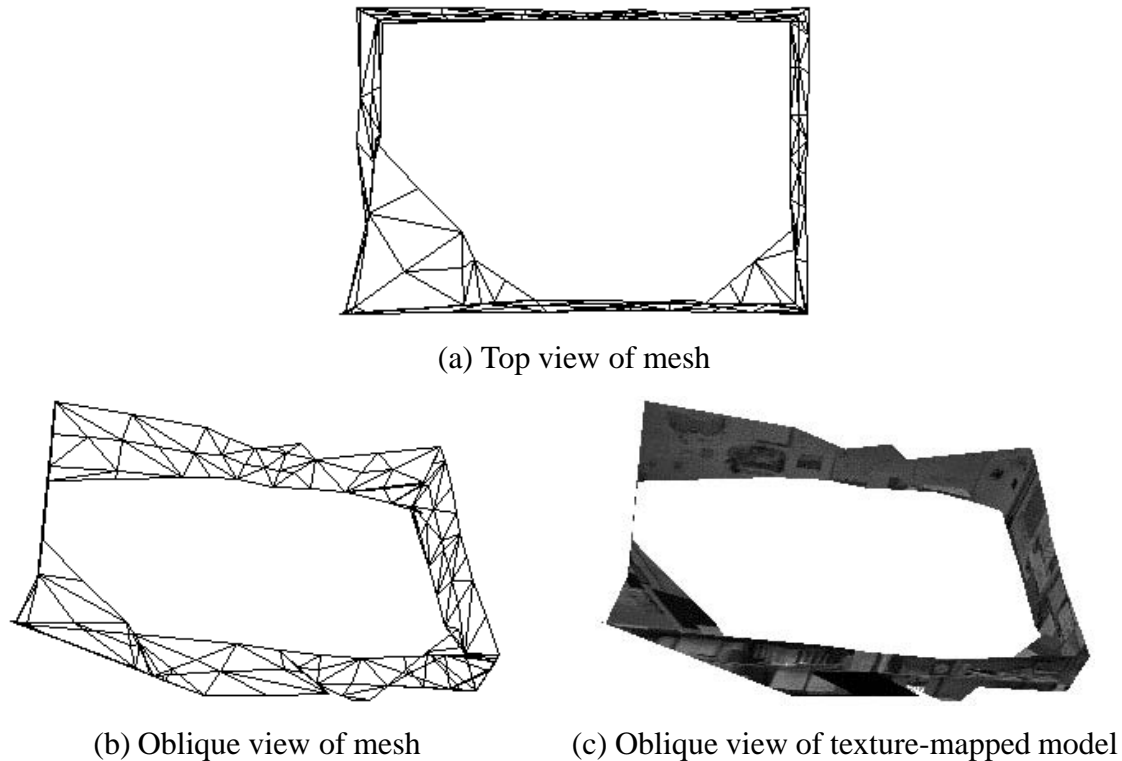 (a) Top view of mesh
(b) Oblique view of mesh
(c) Oblique view of texture-mapped model